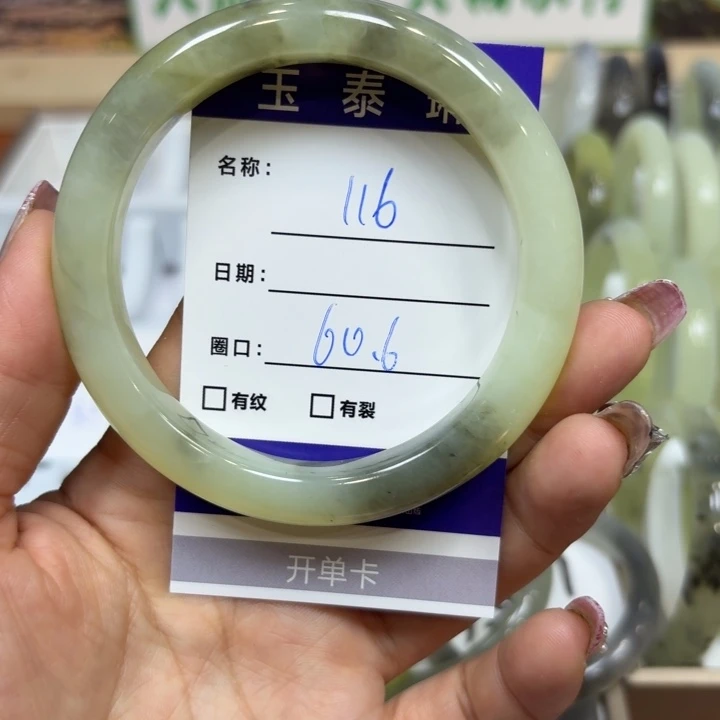 玉泰
名称: 116
日期:
圈口: 60.6
□有纹 □有裂
开单卡